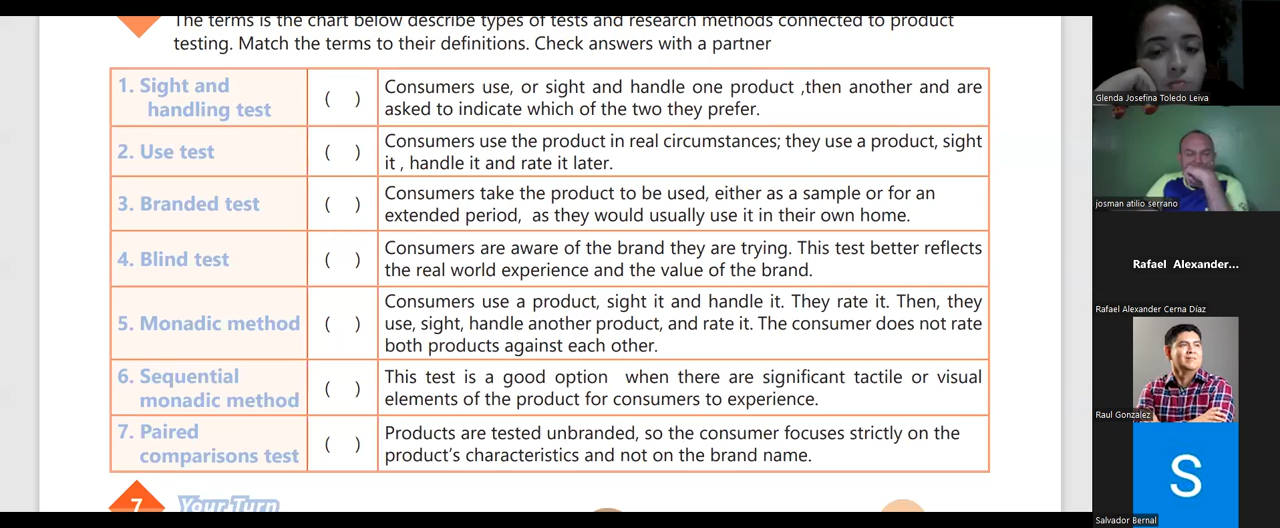 The terms is the chart below describe types of tests and research methods connected to product
testing. Match the terms to their definitions. Check answers with a partner
1. Sight and
handling test
( )
Consumers use, or sight and handle one product ,then another and are
asked to indicate which of the two they prefer.
2. Use test
( )
Consumers use the product in real circumstances; they use a product, sight
it , handle it and rate it later.
3. Branded test
( )
Consumers take the product to be used, either as a sample or for an
extended period, as they would usually use it in their own home.
4. Blind test
( )
Consumers are aware of the brand they are trying. This test better reflects
the real world experience and the value of the brand.
5. Monadic method
( )
Consumers use a product, sight it and handle it. They rate it. Then, they
use, sight, handle another product, and rate it. The consumer does not rate
both products against each other.
6. Sequential
monadic method
( )
This test is a good option when there are significant tactile or visual
elements of the product for consumers to experience.
7. Paired
comparisons test
( )
Products are tested unbranded, so the consumer focuses strictly on the
product's characteristics and not on the brand name.
7
Your Turn
Glenda Josefina Toledo Leiva
josman atilio serrano
Rafael Alexander...
Rafael Alexander Cerna Díaz
Raul Gonzalez
S
Salvador Bernal